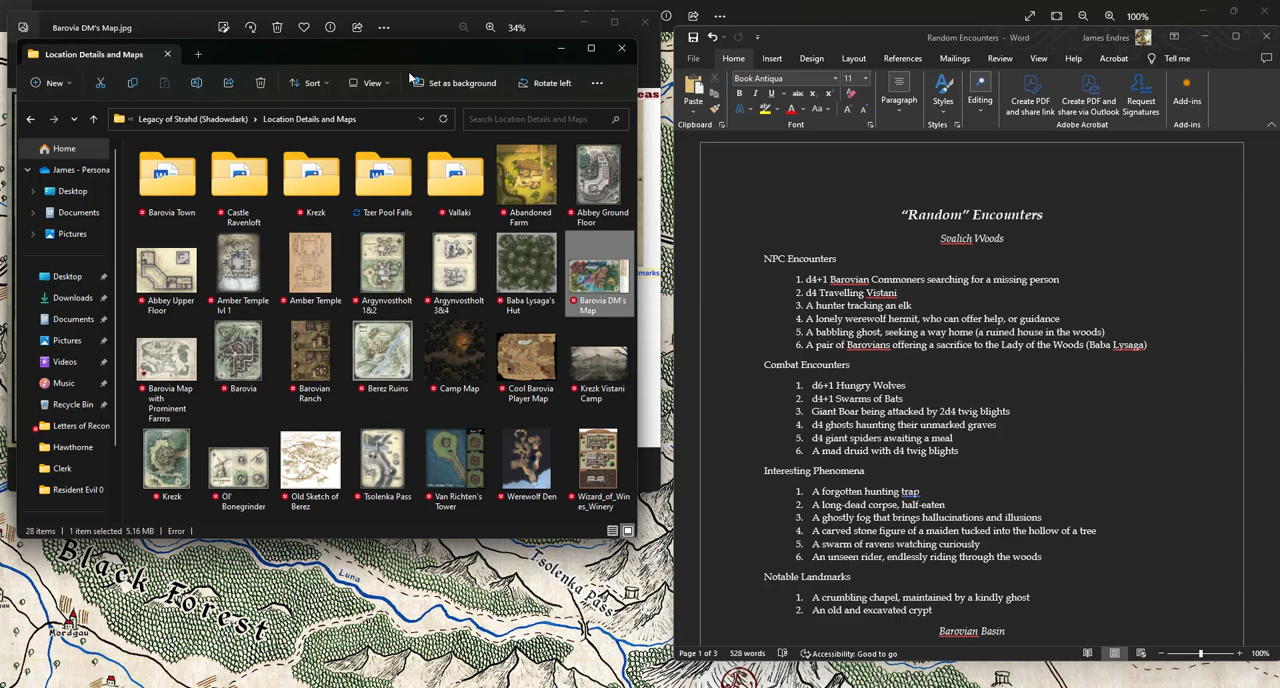 Barovia DM's Map.jpg
34%
Location Details and Maps
New
Sort
View
Set as background
Rotate left
Legacy of Strahd (Shadowdark) > Location Details and Maps
Search Location Details and Maps
Home
James - Persona
Desktop
Documents
Pictures
Desktop
Downloads
Documents
Pictures
Videos
Music
Recycle Bin
Letters of Recon
Hawthorne
Clerk
Resident Evil 0
Barovia Town
Castle Ravenloft
Krezk
Tzer Pool Falls
Vallaki
Abandoned Farm
Abbey Ground Floor
Abbey Upper Floor
Amber Temple lvl 1
Amber Temple
Argynvostholt 1&2
Argynvostholt 3&4
Baba Lysaga's Hut
Barovia DM's Map
Barovia Map with Prominent Farms
Barovia
Barovian Ranch
Berez Ruins
Camp Map
Cool Barovia Player Map
Krezk Vistani Camp
Krezk
Ol' Bonegrinder
Old Sketch of Berez
Tsolenka Pass
Van Richten's Tower
Werewolf Den
Wizard_of_Wines_Winery
28 items
1 item selected 5.16 MB
Error
eas
marks
Black Forest
Luna
Tsolenka Pass
Mordgau
100%
Random Encounters - Word
James Endres
File
Home
Insert
Design
Layout
References
Mailings
Review
View
Help
Acrobat
Tell me
Paste
Clipboard
Book Antiqua
11
Font
Paragraph
Styles
Styles
Editing
Create PDF and share link
Create PDF and share via Outlook
Request Signatures
Adobe Acrobat
Add-ins
Add-ins
“Random” Encounters
Svalich Woods
NPC Encounters
1. d4+1 Barovian Commoners searching for a missing person
2. d4 Travelling Vistani
3. A hunter tracking an elk
4. A lonely werewolf hermit, who can offer help, or guidance
5. A babbling ghost, seeking a way home (a ruined house in the woods)
6. A pair of Barovians offering a sacrifice to the Lady of the Woods (Baba Lysaga)
Combat Encounters
1. d6+1 Hungry Wolves
2. d4+1 Swarms of Bats
3. Giant Boar being attacked by 2d4 twig blights
4. d4 ghosts haunting their unmarked graves
5. d4 giant spiders awaiting a meal
6. A mad druid with d4 twig blights
Interesting Phenomena
1. A forgotten hunting trap
2. A long-dead corpse, half-eaten
3. A ghostly fog that brings hallucinations and illusions
4. A carved stone figure of a maiden tucked into the hollow of a tree
5. A swarm of ravens watching curiously
6. An unseen rider, endlessly riding through the woods
Notable Landmarks
1. A crumbling chapel, maintained by a kindly ghost
2. An old and excavated crypt
Barovian Basin
Page 1 of 3
528 words
Accessibility: Good to go
100%